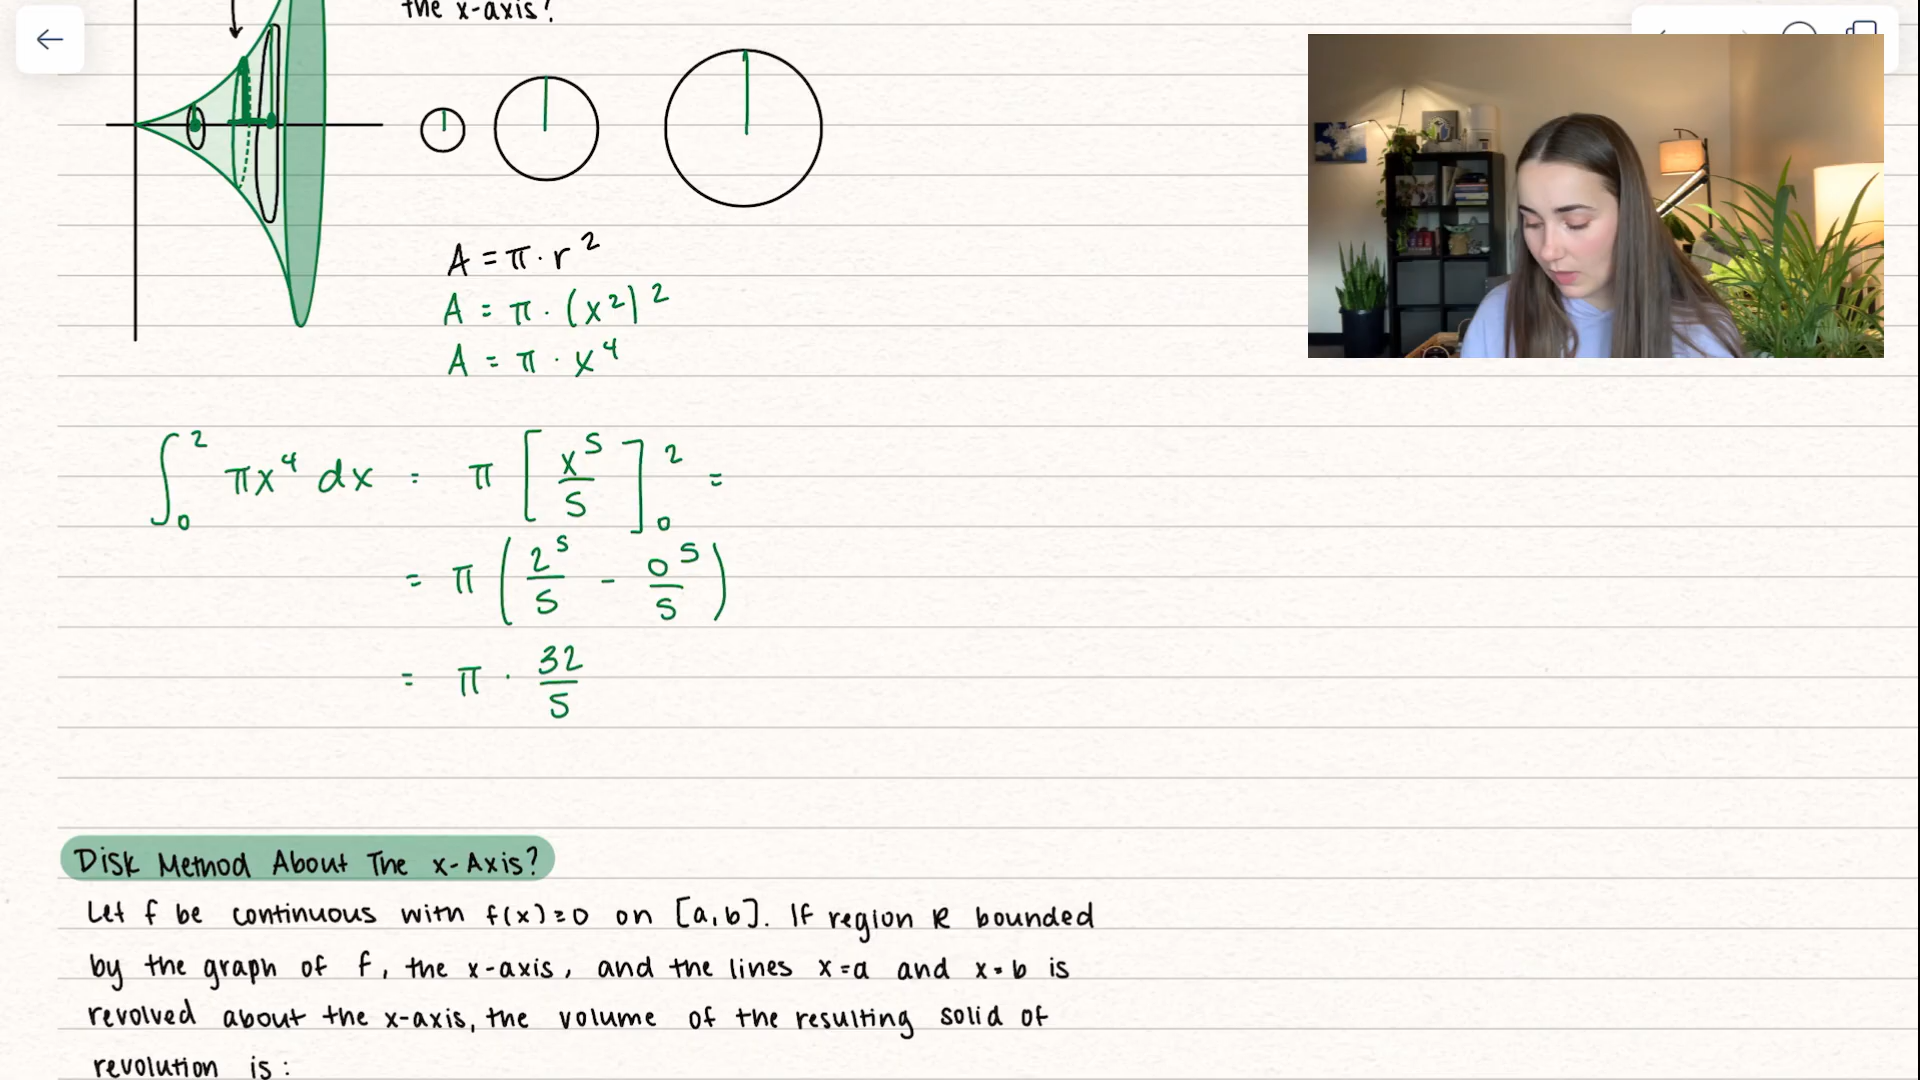 the x-axis?
A = π · r²
A = π · (x²)²
A = π · x⁴
∫₀² πx⁴ dx = π [x⁵/5]₀² =
= π (2⁵/5 - 0⁵/5)
= π · 32/5
Disk Method About The x-Axis?
Let f be continuous with f(x)≥0 on [a,b]. If region R bounded
by the graph of f, the x-axis, and the lines x=a and x=b is
revolved about the x-axis, the volume of the resulting solid of
revolution is: